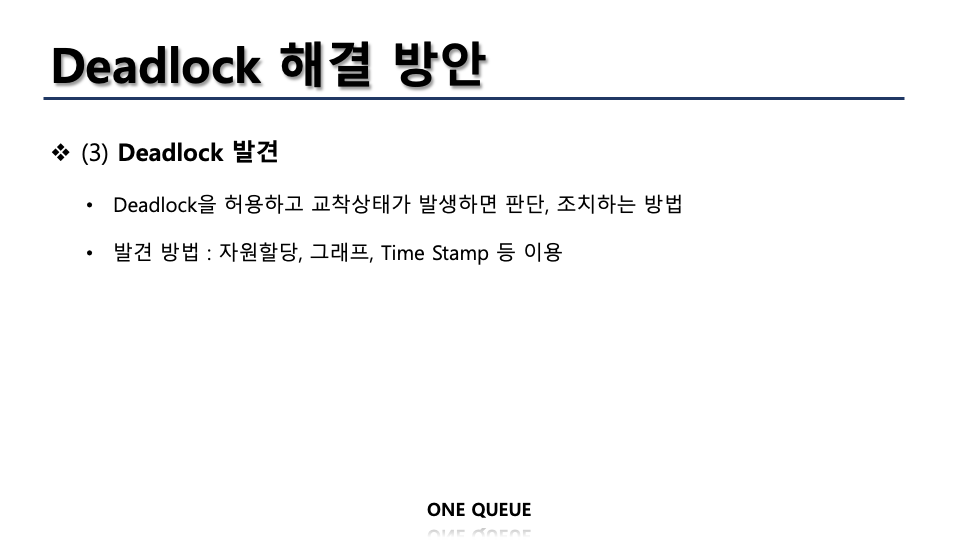 Deadlock 해결 방안
❖ (3) Deadlock 발견
• Deadlock을 허용하고 교착상태가 발생하면 판단, 조치하는 방법
• 발견 방법 : 자원할당, 그래프, Time Stamp 등 이용
ONE QUEUE